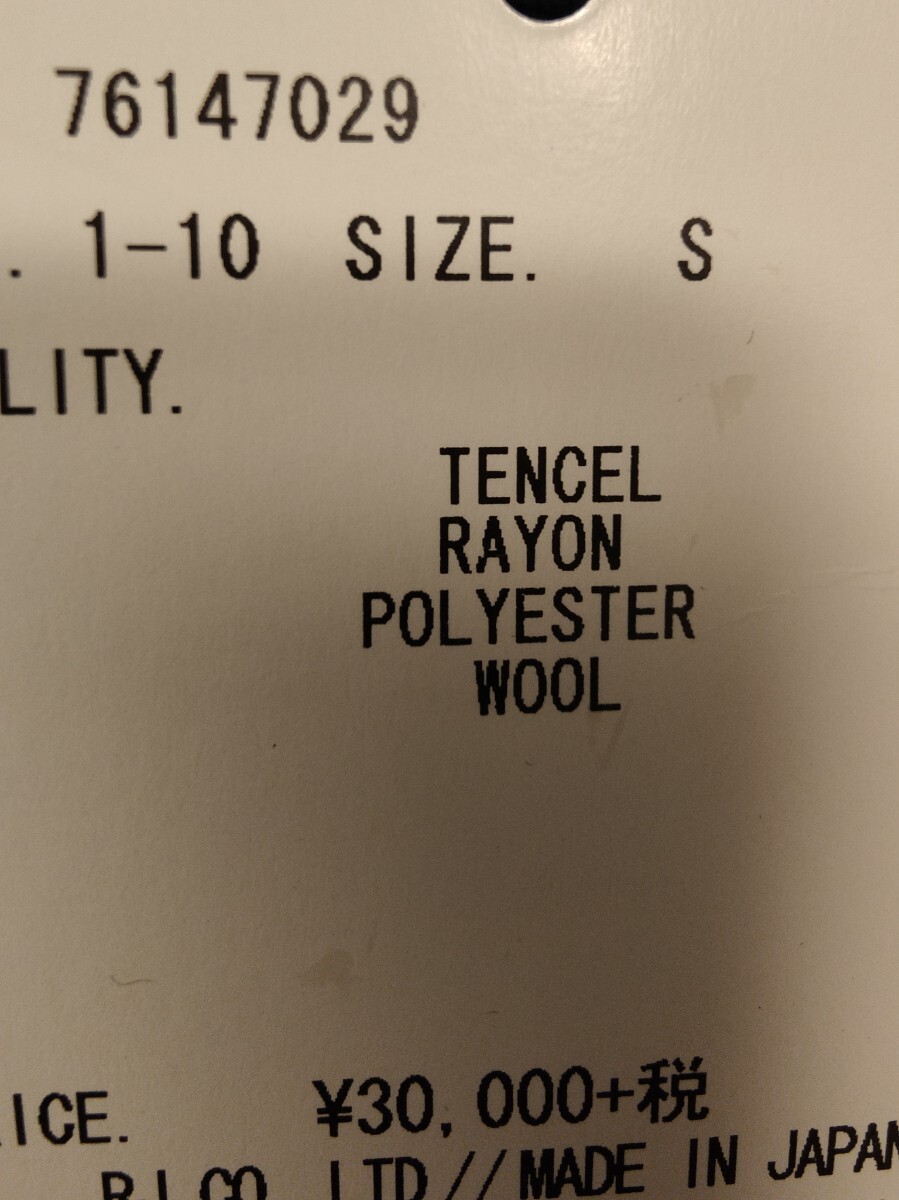 76147029
. 1-10 SIZE. S
LITY.
TENCEL
RAYON
POLYESTER
WOOL
ICE. ¥30,000+税
LTD//MADE IN JAPAN